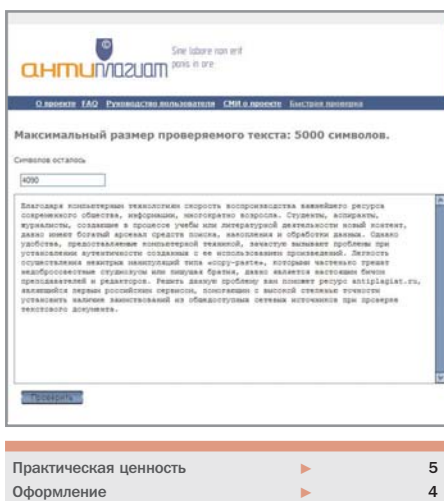 ©
антиплагиат
Sine labore non erit
panis in ore
О проекте FAQ Руководство пользователя СМИ о проекте Быстрая проверка
Максимальный размер проверяемого текста: 5000 символов.
Символов осталось
4090
Благодаря компьютерным технологиям скорость воспроизводства важнейшего ресурса
современного общества, информации, многократно возросла. Студенты, аспиранты,
журналисты, создающие в процессе учебы или литературной деятельности новый контент,
давно имеют богатый арсенал средств поиска, накопления и обработки данных. Однако
удобства, предоставляемые компьютерной техникой, зачастую вызывают проблемы при
установлении аутентичности созданных с ее использованием произведений. Легкость
осуществления нехитрых манипуляций типа «copy-paste», которыми частенько грешат
недобросовестные студиозусы или пишущая братия, давно является настоящим бичом
преподавателей и редакторов. Решить данную проблему вам поможет ресурс antiplagiat.ru,
являющийся первым российским сервисом, помогающим с высокой степенью точности
установить наличие заимствований из общедоступных сетевых источников при проверке
текстового документа.
Проверить
Практическая ценность 5
Оформление 4